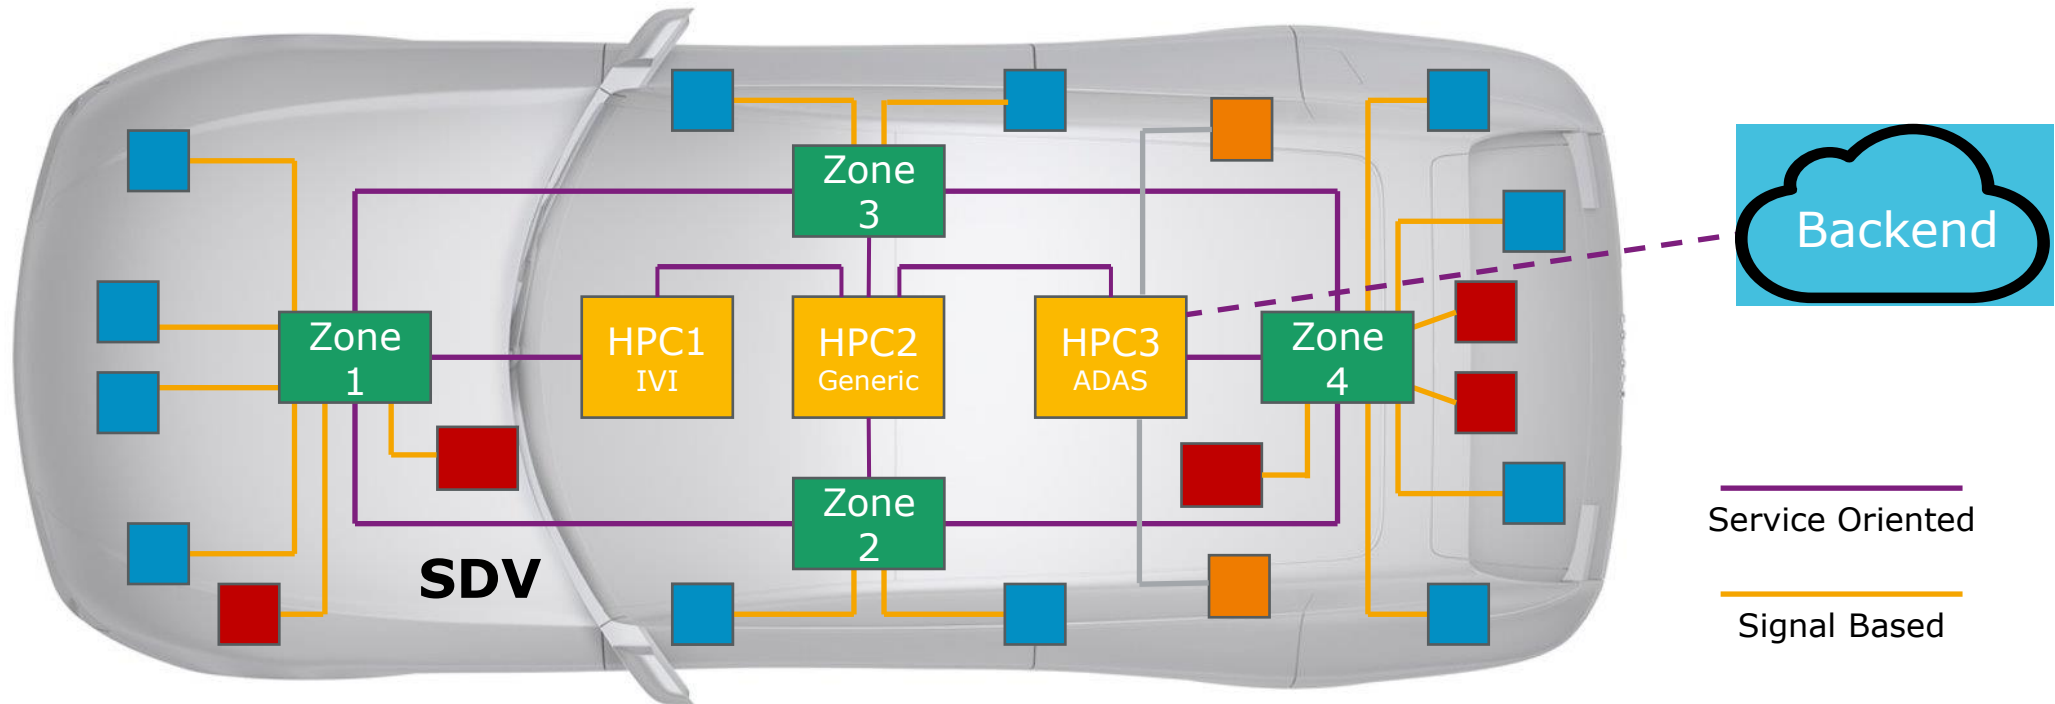 Zone
3
Backend
Zone
1
HPC1
IVI
HPC2
Generic
HPC3
ADAS
Zone
4
Zone
2
SDV
Service Oriented
Signal Based